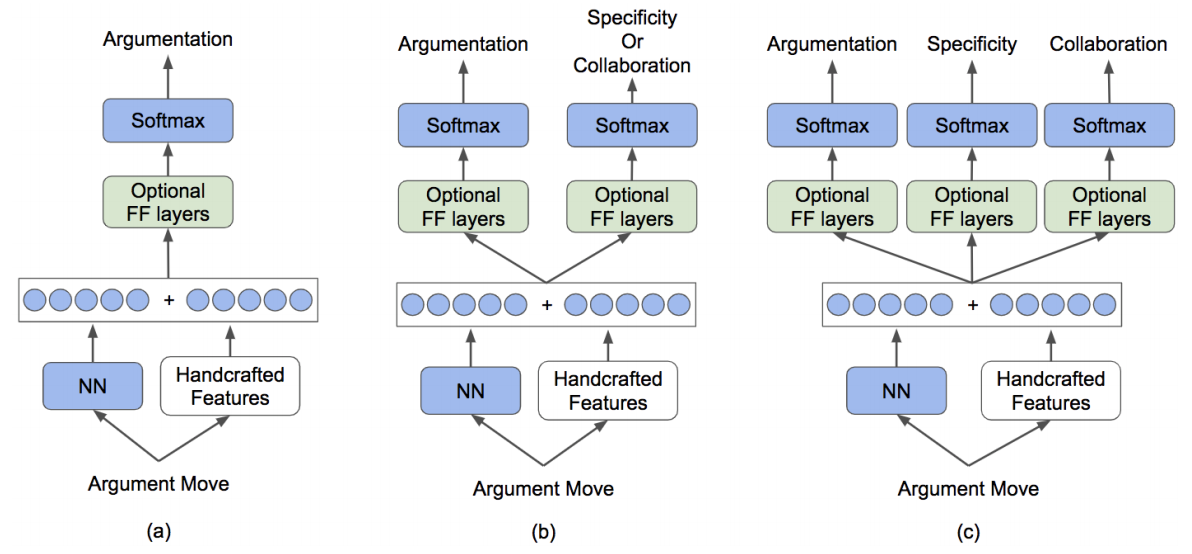 Argumentation
Softmax
Optional
FF layers
+
NN
Handcrafted
Features
Argument Move
(a)
Argumentation
Specificity
Or
Collaboration
Softmax
Softmax
Optional
FF layers
Optional
FF layers
+
NN
Handcrafted
Features
Argument Move
(b)
Argumentation
Specificity
Collaboration
Softmax
Softmax
Softmax
Optional
FF layers
Optional
FF layers
Optional
FF layers
+
NN
Handcrafted
Features
Argument Move
(c)